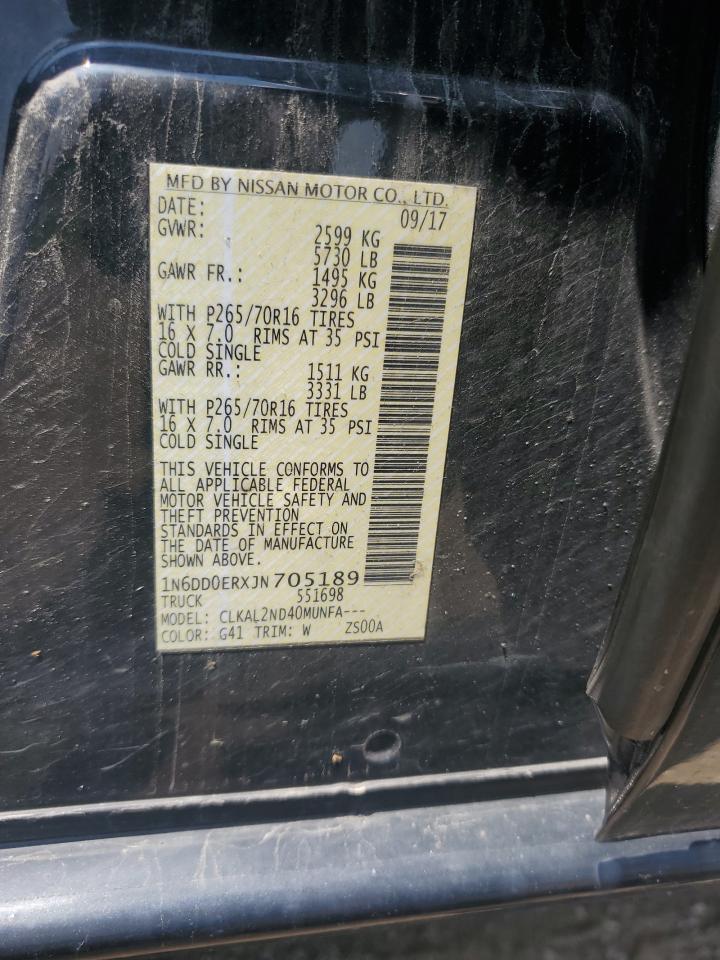 MFD BY NISSAN MOTOR CO., LTD.
DATE: 09/17
GVWR: 2599 KG
5730 LB
GAWR FR.: 1495 KG
3296 LB
WITH P265/70R16 TIRES
16 X 7.0 RIMS AT 35 PSI
COLD SINGLE
GAWR RR.: 1511 KG
3331 LB
WITH P265/70R16 TIRES
16 X 7.0 RIMS AT 35 PSI
COLD SINGLE
THIS VEHICLE CONFORMS TO
ALL APPLICABLE FEDERAL
MOTOR VEHICLE SAFETY AND
THEFT PREVENTION
STANDARDS IN EFFECT ON
THE DATE OF MANUFACTURE
SHOWN ABOVE.
1N6DD0ERXJN705189
TRUCK 551698
MODEL: CLKAL2ND40MUNFA---
COLOR: G41 TRIM: W ZS00A